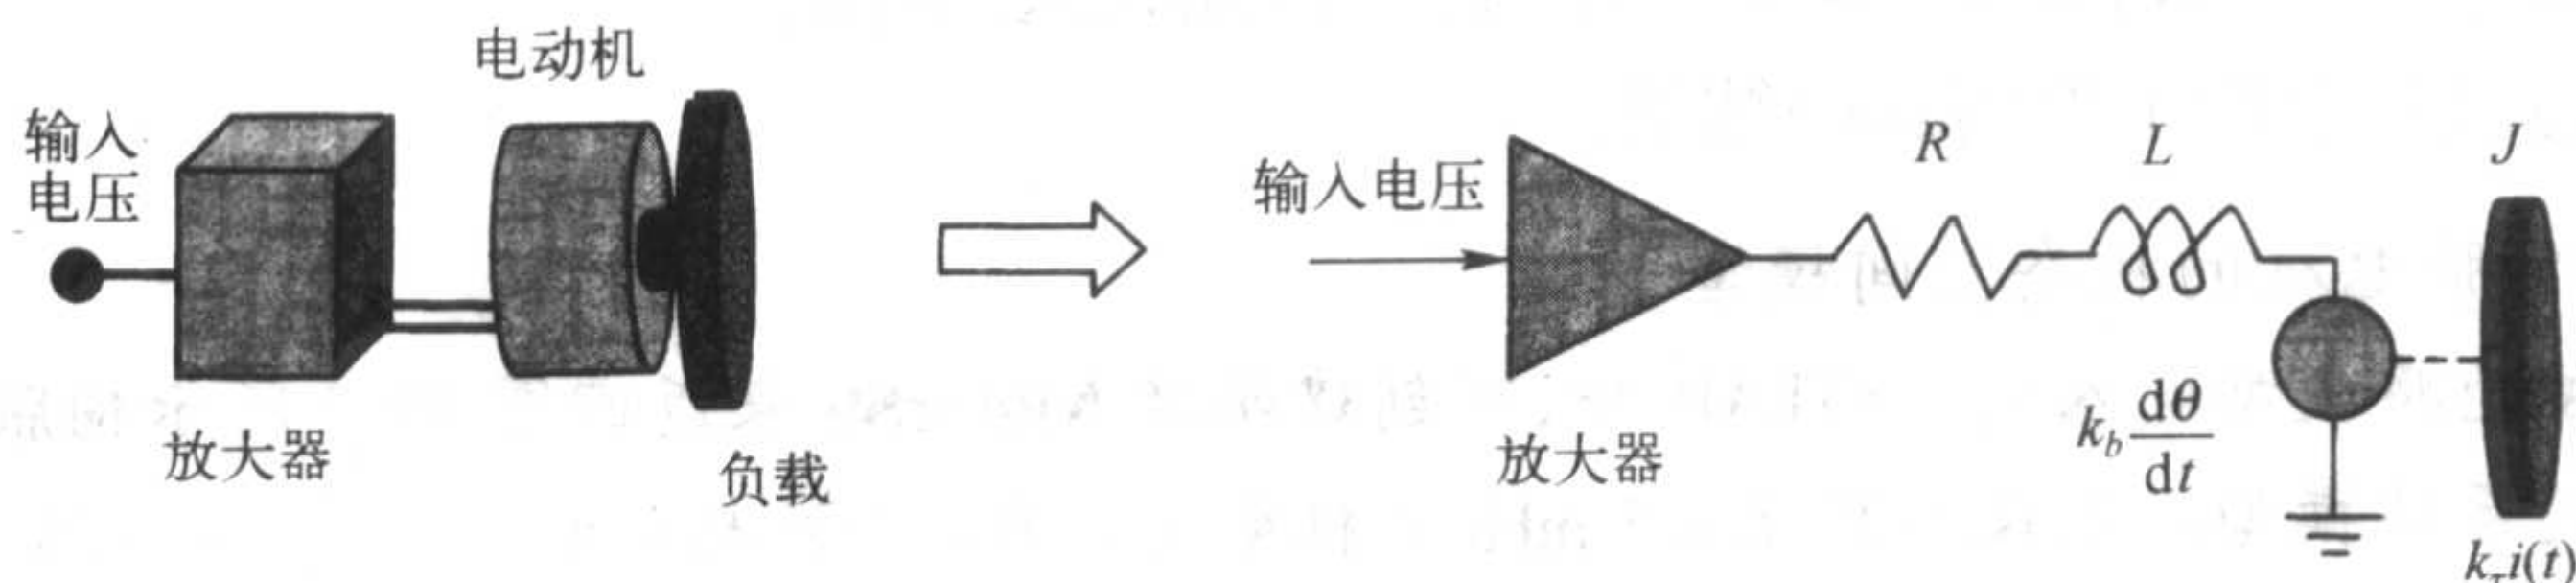 电动机
输入
电压
放大器
负载
输入电压
放大器
R
L
J
k_b dθ/dt
k_T i(t)